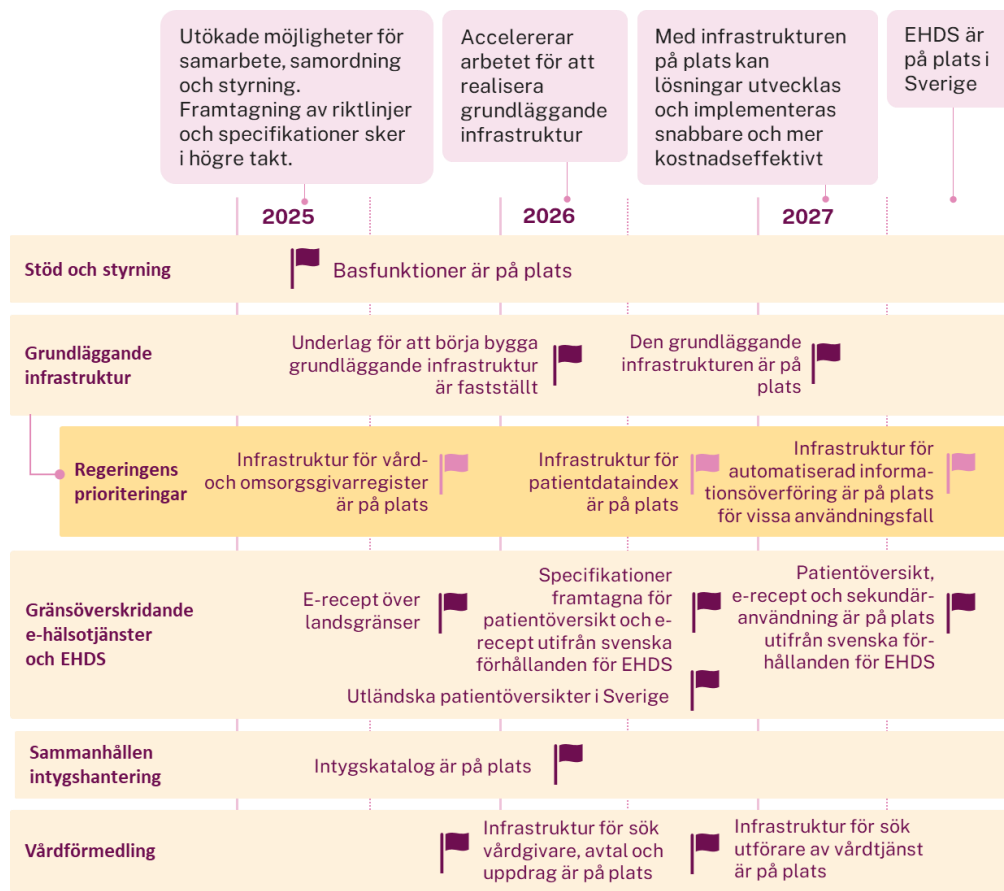 Utökade möjligheter för
samarbete, samordning
och styrning.
Framtagning av riktlinjer
och specifikationer sker
i högre takt.
Accelererar
arbetet för att
realisera
grundläggande
infrastruktur
Med infrastrukturen
på plats kan
lösningar utvecklas
och implementeras
snabbare och mer
kostnadseffektivt
EHDS är
på plats i
Sverige
2025
2026
2027
Stöd och styrning
Basfunktioner är på plats
Grundläggande
infrastruktur
Underlag för att börja bygga
grundläggande infrastruktur
är fastställt
Den grundläggande
infrastrukturen är på
plats
Regeringens
prioriteringar
Infrastruktur för vård-
och omsorgsgivarregister
är på plats
Infrastruktur för
patientdataindex
är på plats
Infrastruktur för
automatiserad informa-
tionsöverföring är på plats
för vissa användningsfall
Gränsöverskridande
e-hälsotjänster
och EHDS
E-recept över
landsgränser
Specifikationer
framtagna för
patientöversikt och e-
recept utifrån svenska
förhållanden för EHDS
Utländska patientöversikter i Sverige
Patientöversikt,
e-recept och sekundär-
användning är på plats
utifrån svenska för-
hållanden för EHDS
Sammanhållen
intygshantering
Intygskatalog är på plats
Vårdförmedling
Infrastruktur för sök
vårdgivare, avtal och
uppdrag är på plats
Infrastruktur för sök
utförare av vårdtjänst
är på plats